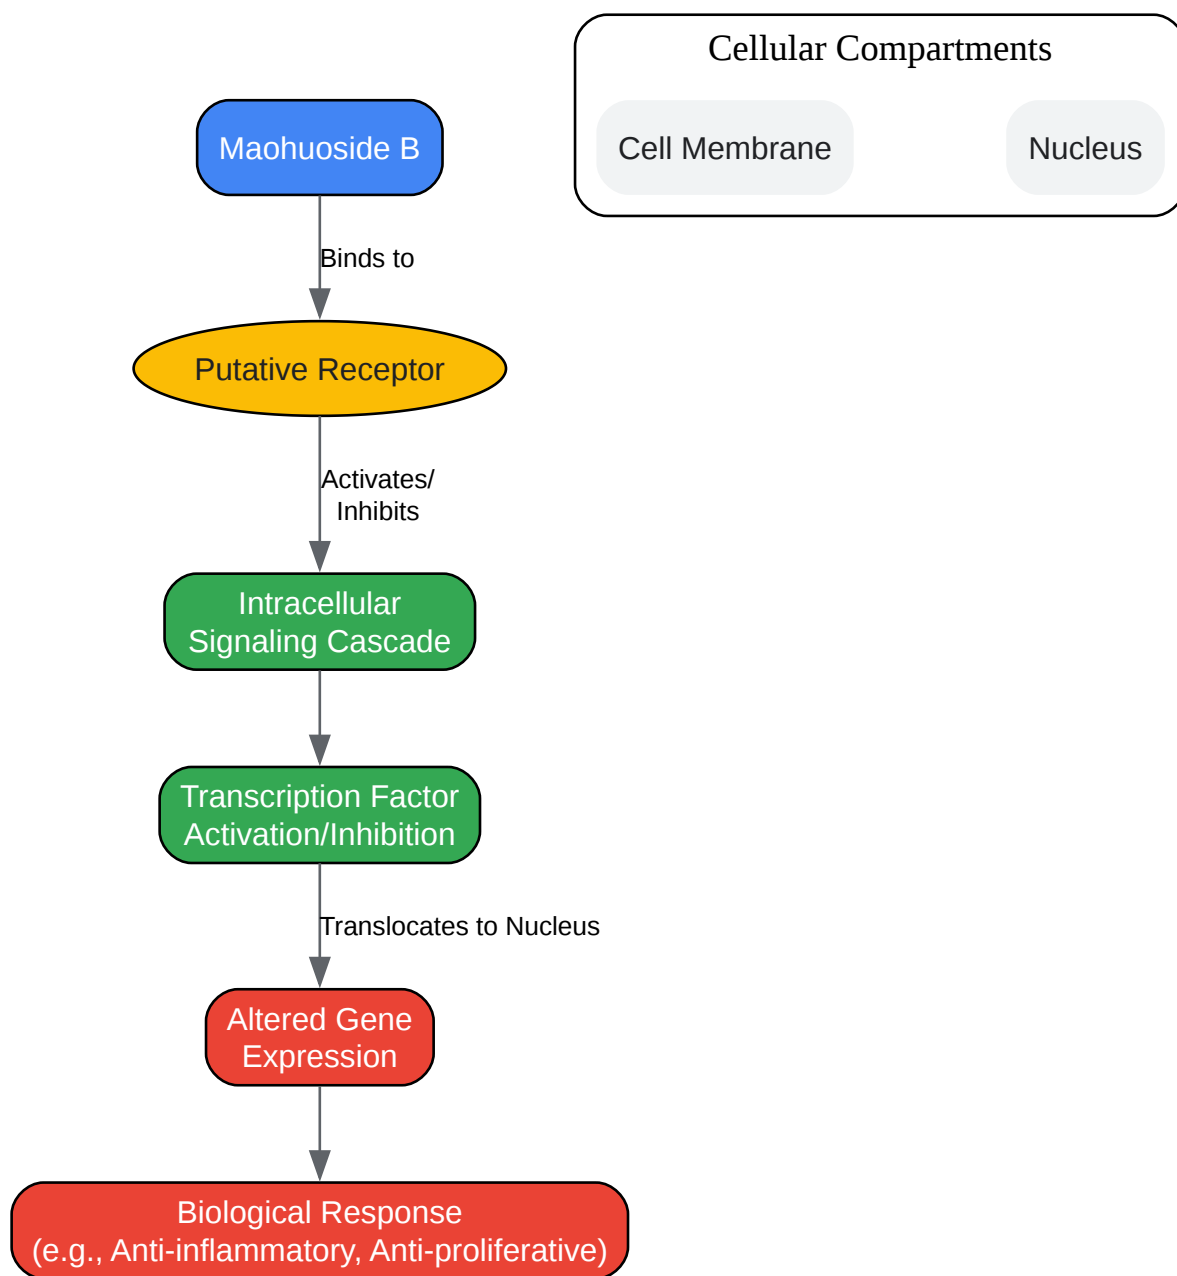 Cellular Compartments
Maohuoside B
Cell Membrane
Nucleus
Binds to
Putative Receptor
Activates/
Inhibits
Intracellular
Signaling Cascade
Transcription Factor
Activation/Inhibition
Translocates to Nucleus
Altered Gene
Expression
Biological Response
(e.g., Anti-inflammatory, Anti-proliferative)